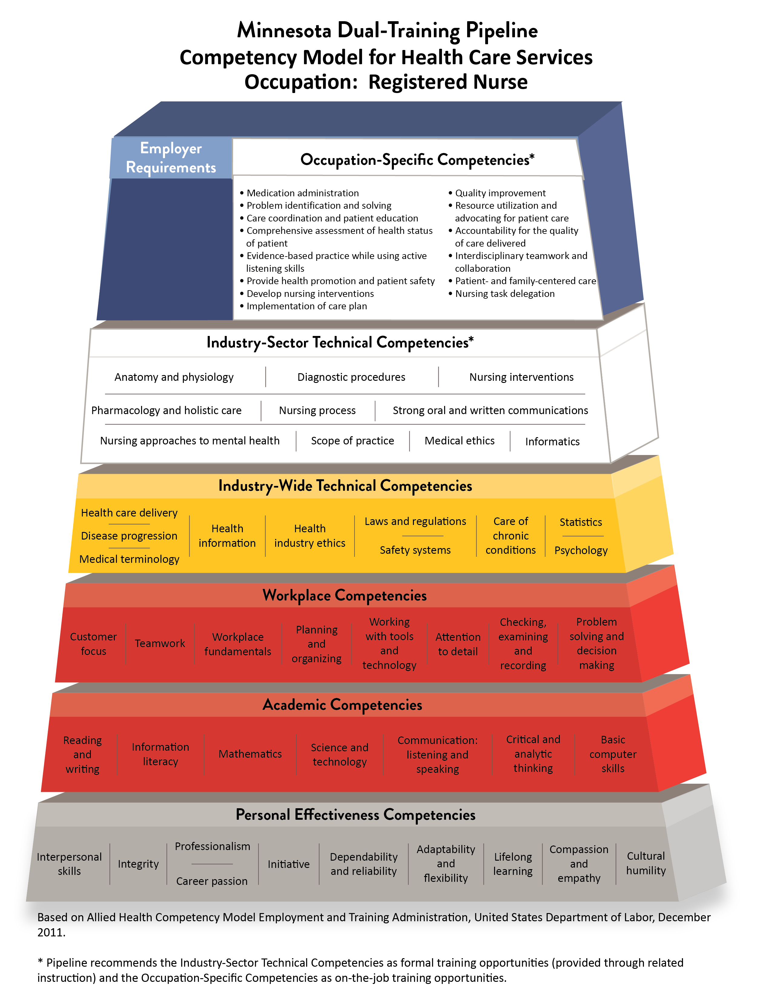 Minnesota Dual-Training Pipeline
Competency Model for Health Care Services
Occupation: Registered Nurse
Employer
Requirements
Occupation-Specific Competencies*
• Medication administration
• Problem identification and solving
• Care coordination and patient education
• Comprehensive assessment of health status
of patient
• Evidence-based practice while using active
listening skills
• Provide health promotion and patient safety
• Develop nursing interventions
• Implementation of care plan
• Quality improvement
• Resource utilization and
advocating for patient care
• Accountability for the quality
of care delivered
• Interdisciplinary teamwork and
collaboration
• Patient- and family-centered care
• Nursing task delegation
Industry-Sector Technical Competencies*
Anatomy and physiology
Diagnostic procedures
Nursing interventions
Pharmacology and holistic care
Nursing process
Strong oral and written communications
Nursing approaches to mental health
Scope of practice
Medical ethics
Informatics
Industry-Wide Technical Competencies
Health care delivery
Disease progression
Medical terminology
Health
information
Health
industry ethics
Laws and regulations
Safety systems
Care of
chronic
conditions
Statistics
Psychology
Workplace Competencies
Customer
focus
Teamwork
Workplace
fundamentals
Planning
and
organizing
Working
with tools
and
technology
Attention
to detail
Checking,
examining
and
recording
Problem
solving and
decision
making
Academic Competencies
Reading
and
writing
Information
literacy
Mathematics
Science and
technology
Communication:
listening and
speaking
Critical and
analytic
thinking
Basic
computer
skills
Personal Effectiveness Competencies
Interpersonal
skills
Integrity
Professionalism
Career passion
Initiative
Dependability
and reliability
Adaptability
and
flexibility
Lifelong
learning
Compassion
and
empathy
Cultural
humility
Based on Allied Health Competency Model Employment and Training Administration, United States Department of Labor, December
2011.
* Pipeline recommends the Industry-Sector Technical Competencies as formal training opportunities (provided through related
instruction) and the Occupation-Specific Competencies as on-the-job training opportunities.